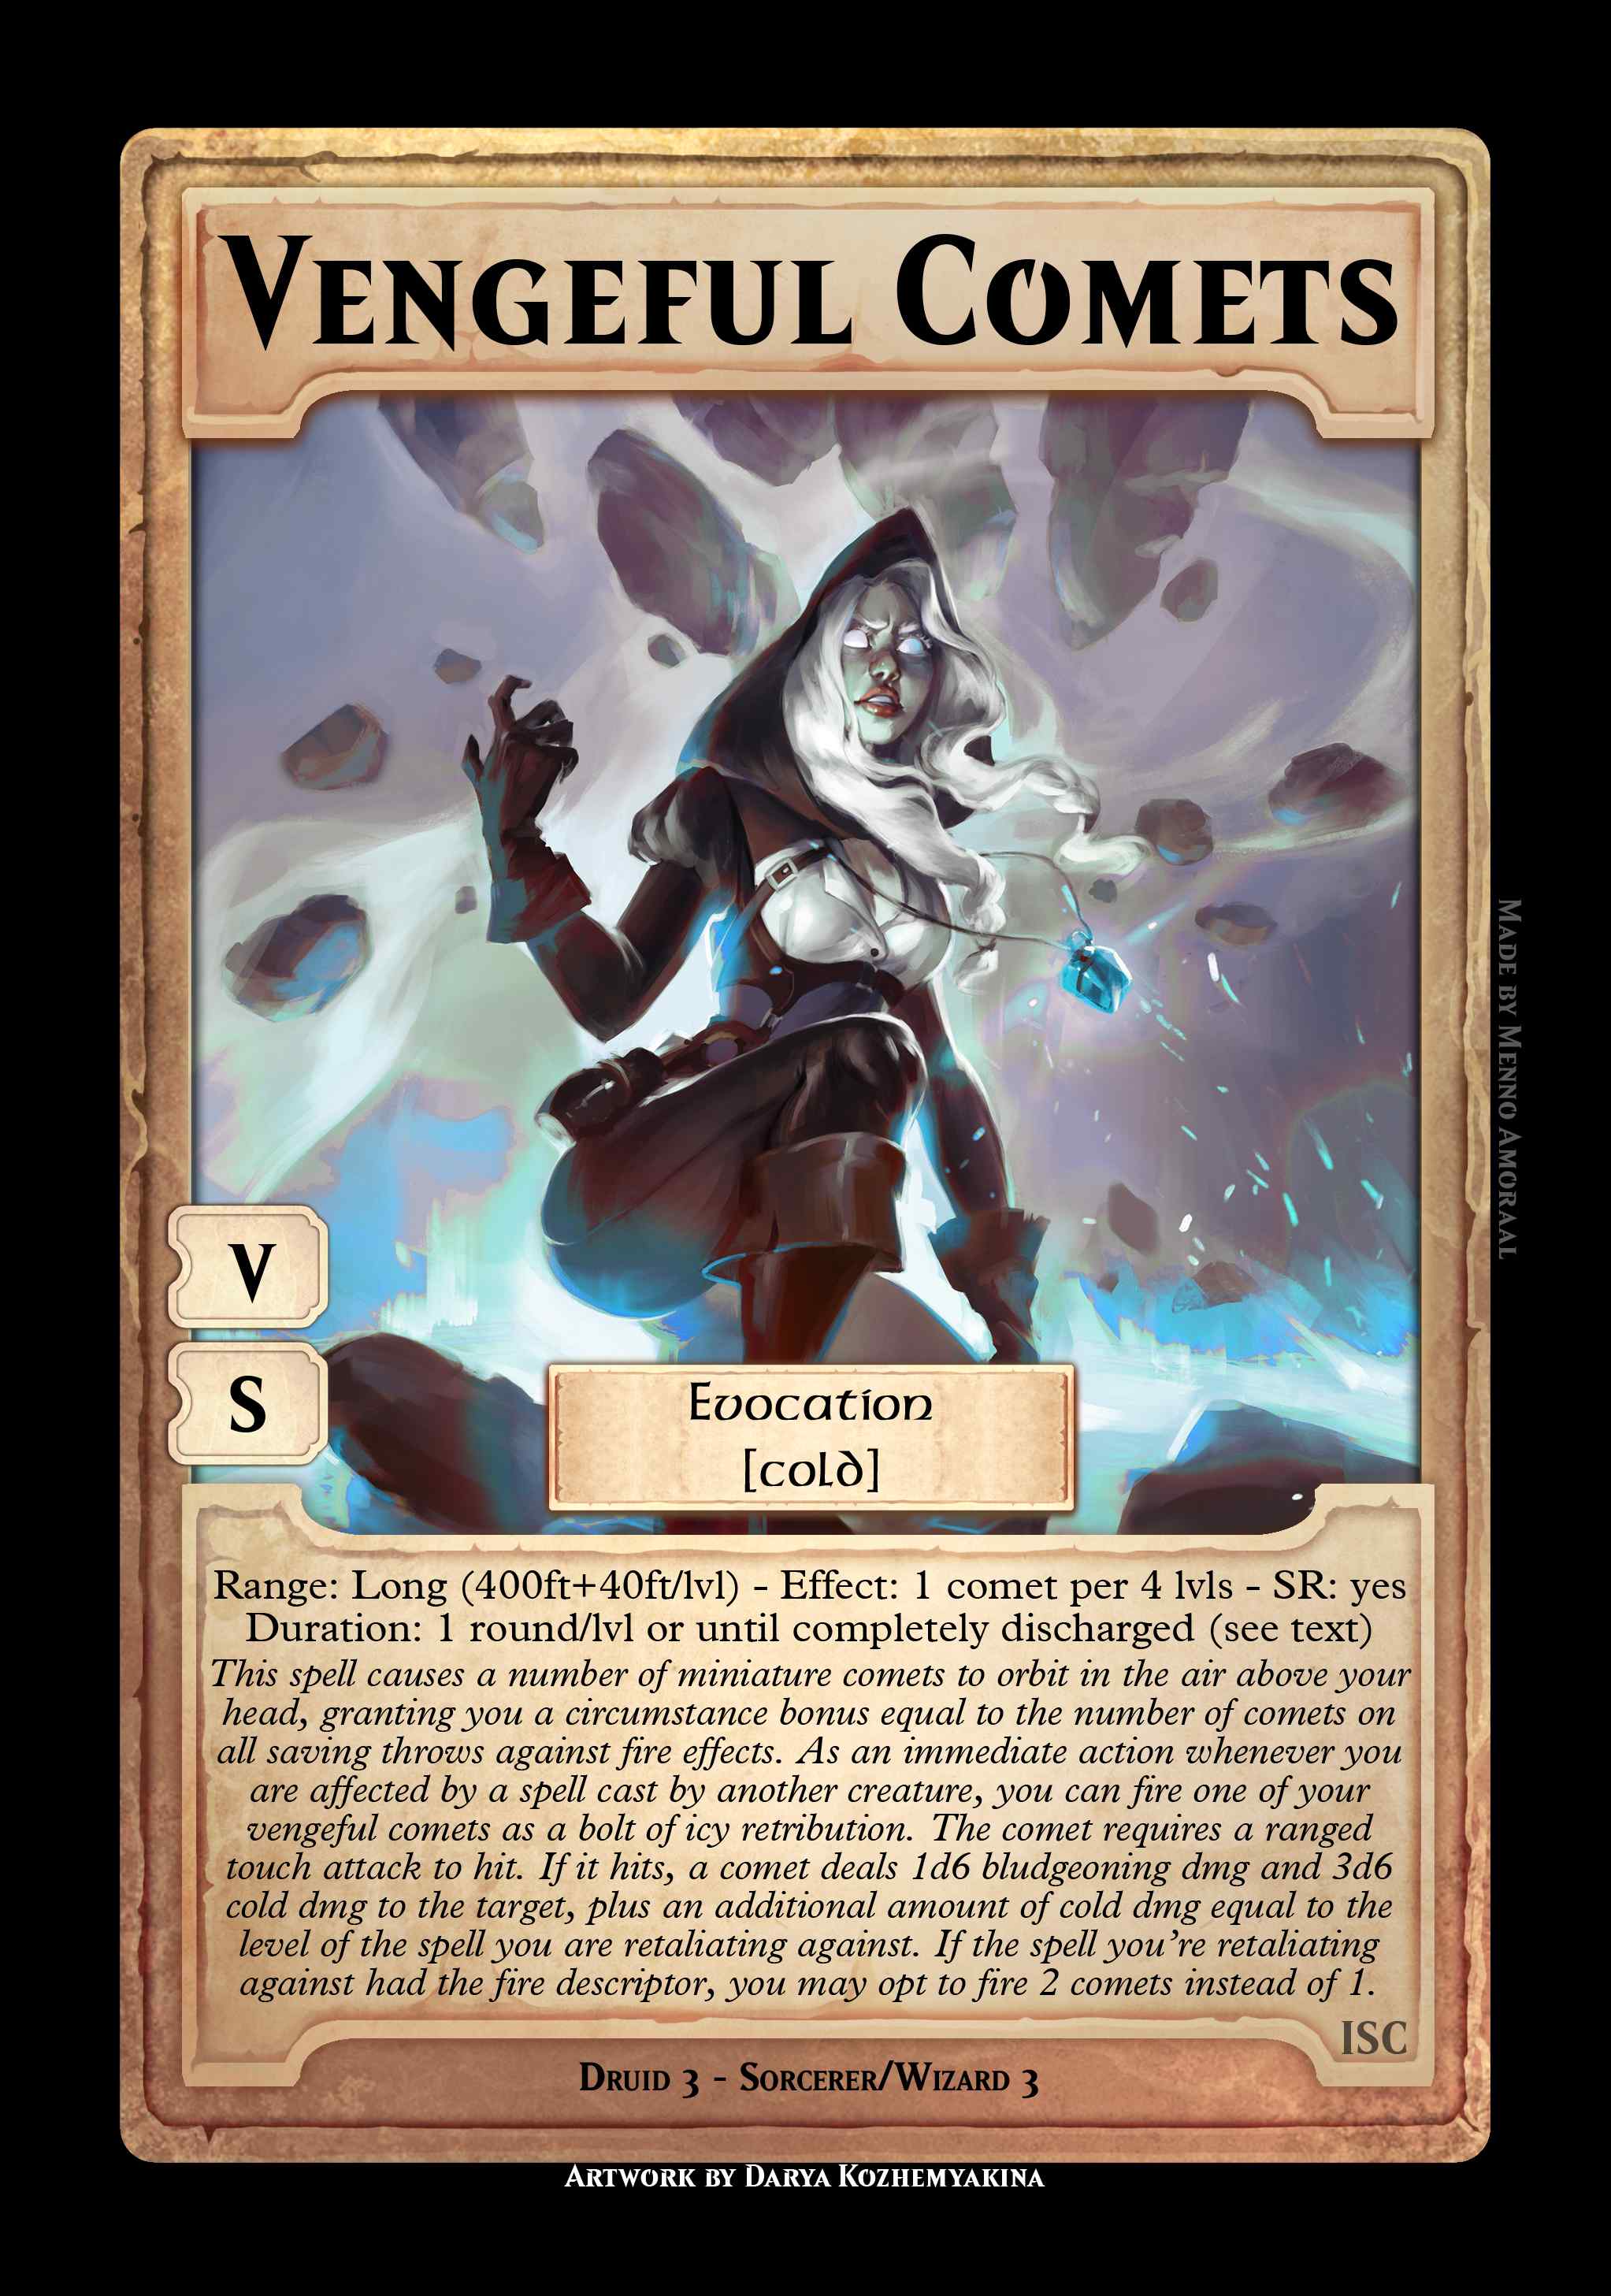 Vengeful Comets
V
S
Evocation
[cold]
Range: Long (400ft+40ft/lvl) - Effect: 1 comet per 4 lvls - SR: yes
Duration: 1 round/lvl or until completely discharged (see text)
This spell causes a number of miniature comets to orbit in the air above your
head, granting you a circumstance bonus equal to the number of comets on
all saving throws against fire effects. As an immediate action whenever you
are affected by a spell cast by another creature, you can fire one of your
vengeful comets as a bolt of icy retribution. The comet requires a ranged
touch attack to hit. If it hits, a comet deals 1d6 bludgeoning dmg and 3d6
cold dmg to the target, plus an additional amount of cold dmg equal to the
level of the spell you are retaliating against. If the spell you're retaliating
against had the fire descriptor, you may opt to fire 2 comets instead of 1.
ISC
Druid 3 - Sorcerer/Wizard 3
Artwork by Darya Kozhemyakina
Made by Menno Amoraal